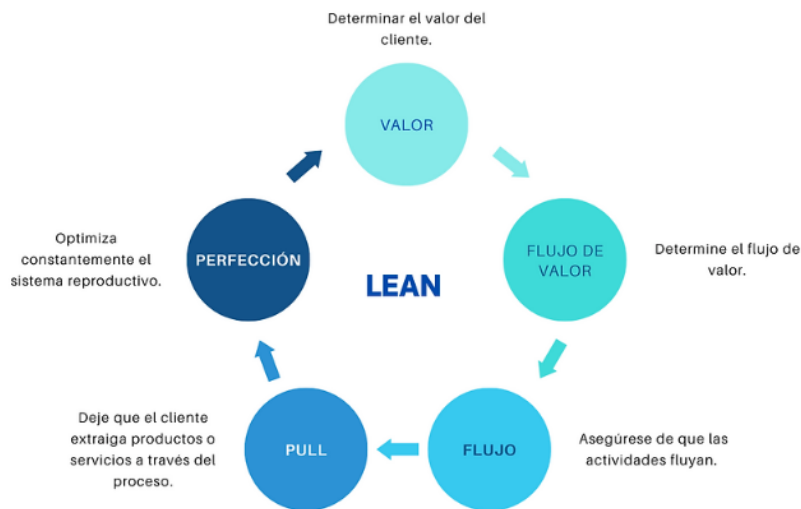 Determinar el valor del
cliente.
VALOR
FLUJO DE
VALOR
Determine el flujo de
valor.
FLUJO
Asegúrese de que las
actividades fluyan.
PULL
Deje que el cliente
extraiga productos o
servicios a través del
proceso.
PERFECCIÓN
Optimiza
constantemente el
sistema reproductivo.
LEAN